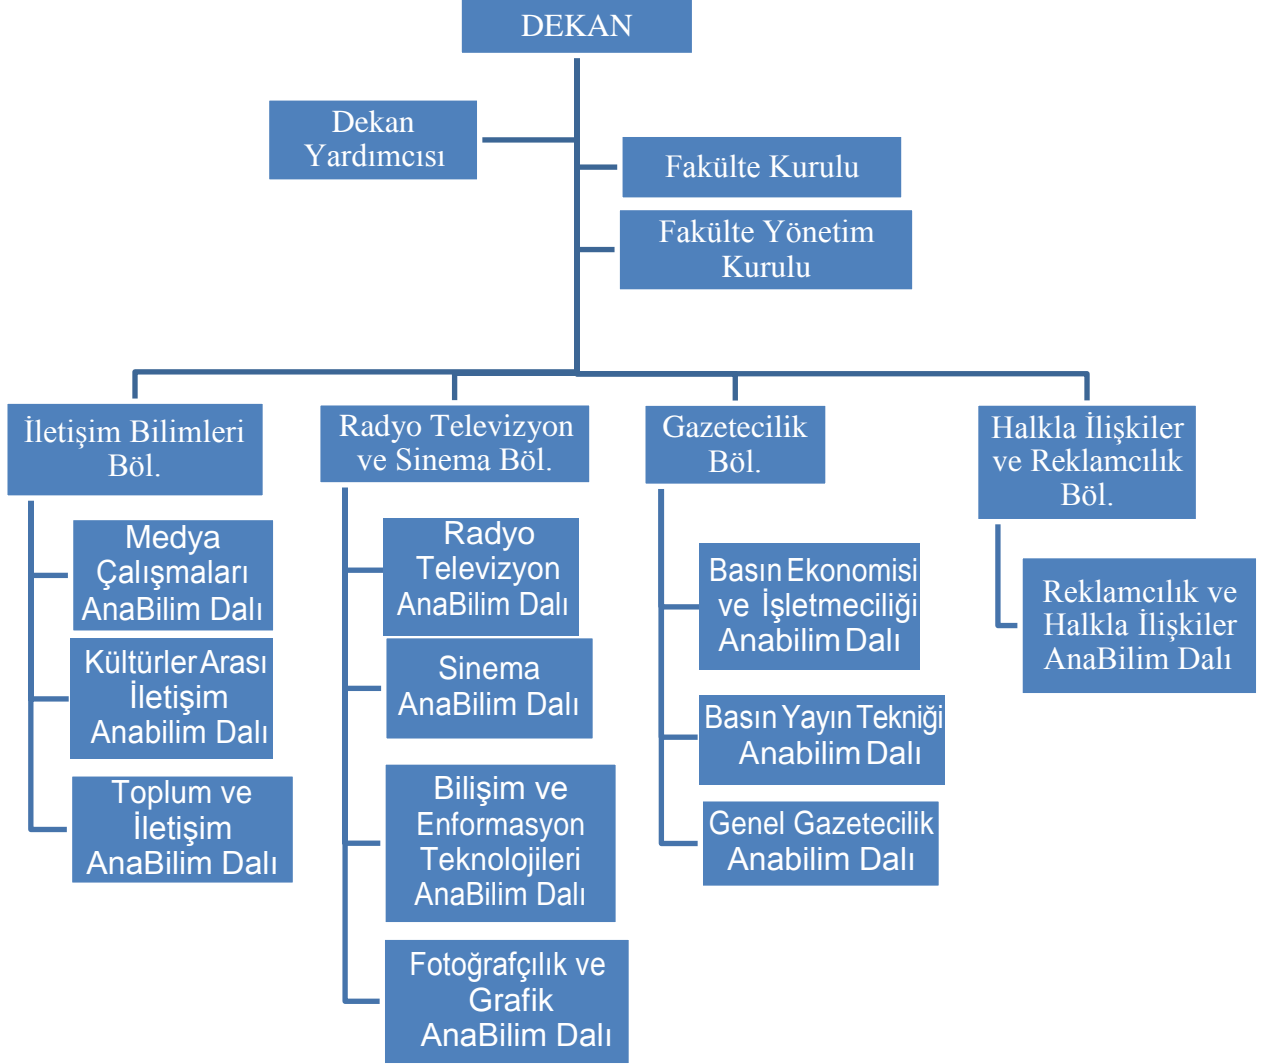 DEKAN
Dekan
Yardımcısı
Fakülte Kurulu
Fakülte Yönetim
Kurulu
İletişim Bilimleri
Böl.
Medya
Çalışmaları
AnaBilim Dalı
Kültürler Arası
İletişim
Anabilim Dalı
Toplum ve
İletişim
AnaBilim Dalı
Radyo Televizyon
ve Sinema Böl.
Radyo
Televizyon
AnaBilim Dalı
Sinema
AnaBilim Dalı
Bilişim ve
Enformasyon
Teknolojileri
AnaBilim Dalı
Fotoğrafçılık ve
Grafik
AnaBilim Dalı
Gazetecilik
Böl.
Basın Ekonomisi
ve İşletmeciliği
Anabilim Dalı
Basın Yayın Tekniği
Anabilim Dalı
Genel Gazetecilik
Anabilim Dalı
Halkla İlişkiler
ve Reklamcılık
Böl.
Reklamcılık ve
Halkla İlişkiler
AnaBilim Dalı